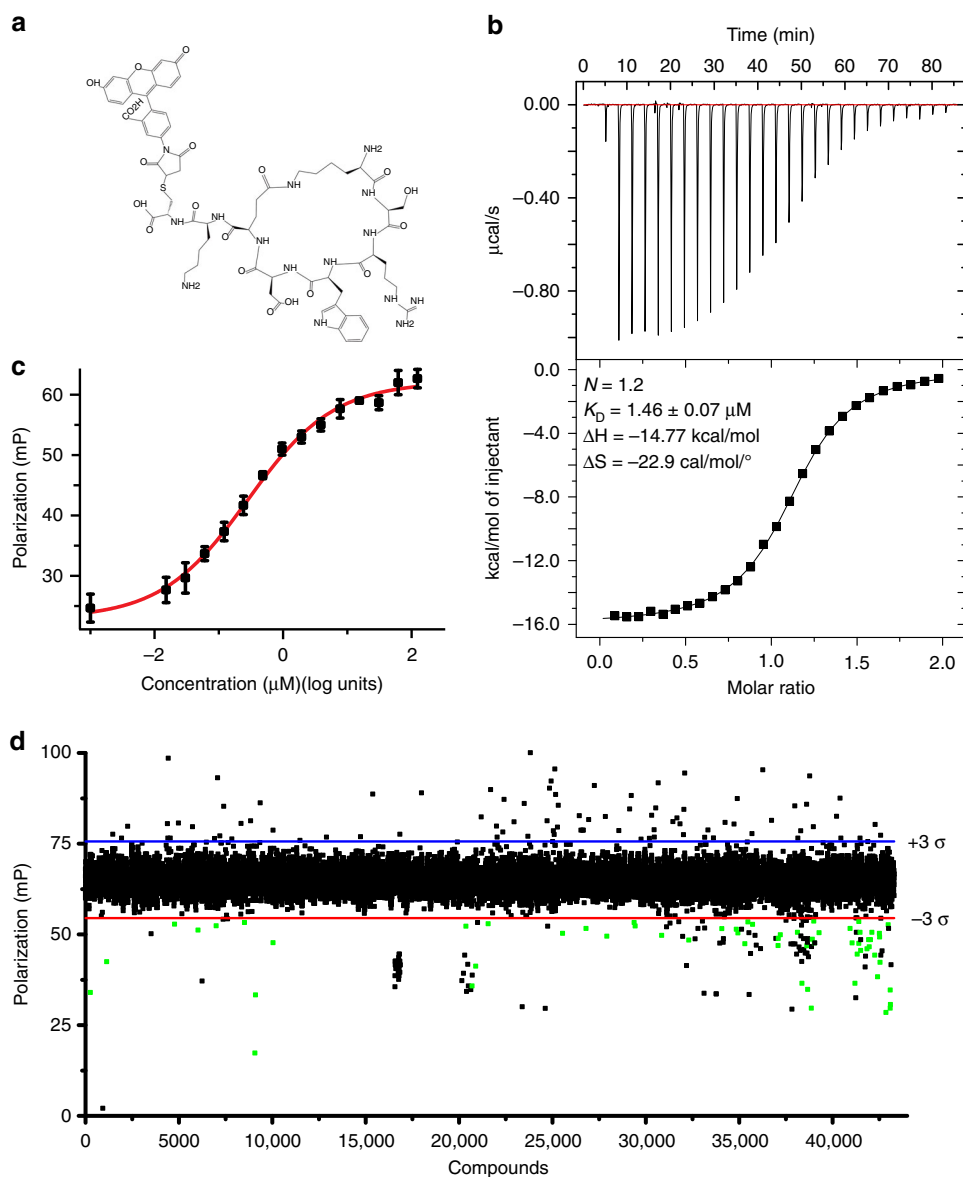 a
O
O
OH
CO2H
N
O
O
S
OH
O
NH
O
NH2
NH
O
O
NH
O
NH
O
OH
O
NH
NH
O
NH
O
NH
NH
NH2
O
NH
O
OH
NH2
NH
b
Time (min)
0 10 20 30 40 50 60 70 80
0.00
−0.40
−0.80
μcal/s
0.0
−4.0
−8.0
−12.0
−16.0
kcal/mol of injectant
N = 1.2
KD = 1.46 ± 0.07 μM
ΔH = −14.77 kcal/mol
ΔS = −22.9 cal/mol/°
0.0 0.5 1.0 1.5 2.0
Molar ratio
c
60
50
40
30
Polarization (mP)
−2 0 2
Concentration (μM)(log units)
d
100
75
50
25
0
Polarization (mP)
+3 σ
−3 σ
0 5000 10,000 15,000 20,000 25,000 30,000 35,000 40,000
Compounds